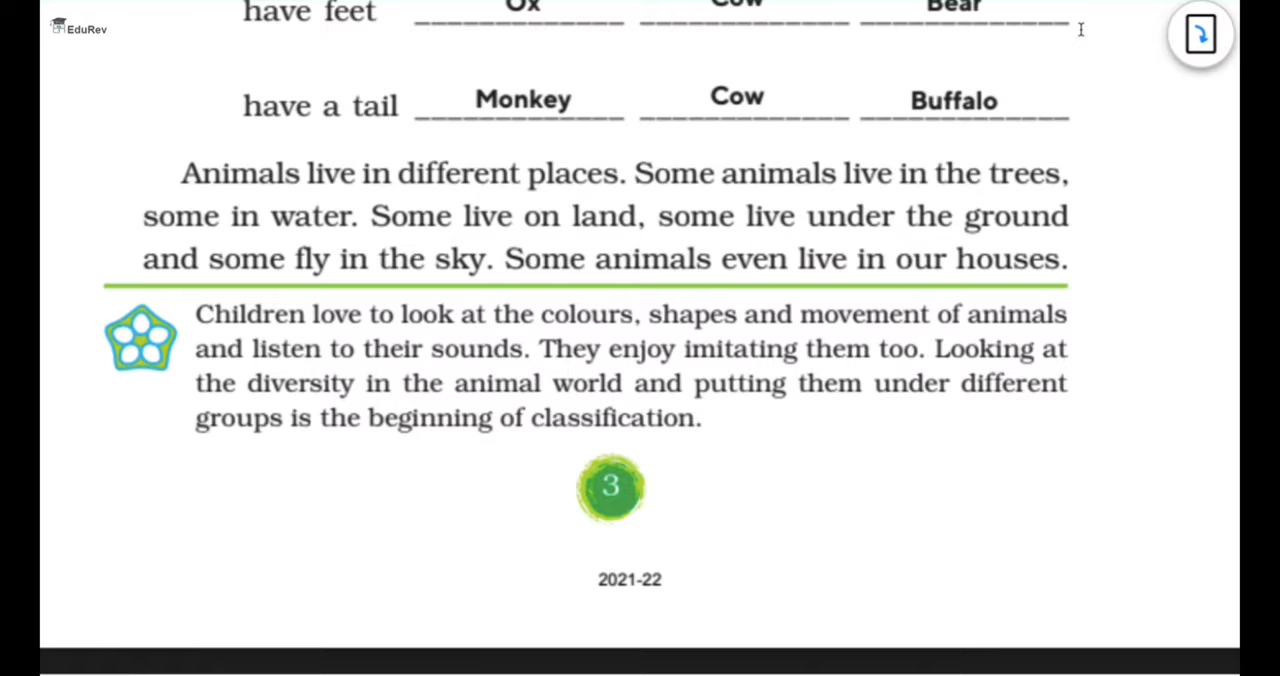 have feet Ox Cow Bear
EduRev
have a tail Monkey Cow Buffalo
Animals live in different places. Some animals live in the trees,
some in water. Some live on land, some live under the ground
and some fly in the sky. Some animals even live in our houses.
Children love to look at the colours, shapes and movement of animals
and listen to their sounds. They enjoy imitating them too. Looking at
the diversity in the animal world and putting them under different
groups is the beginning of classification.
3
2021-22